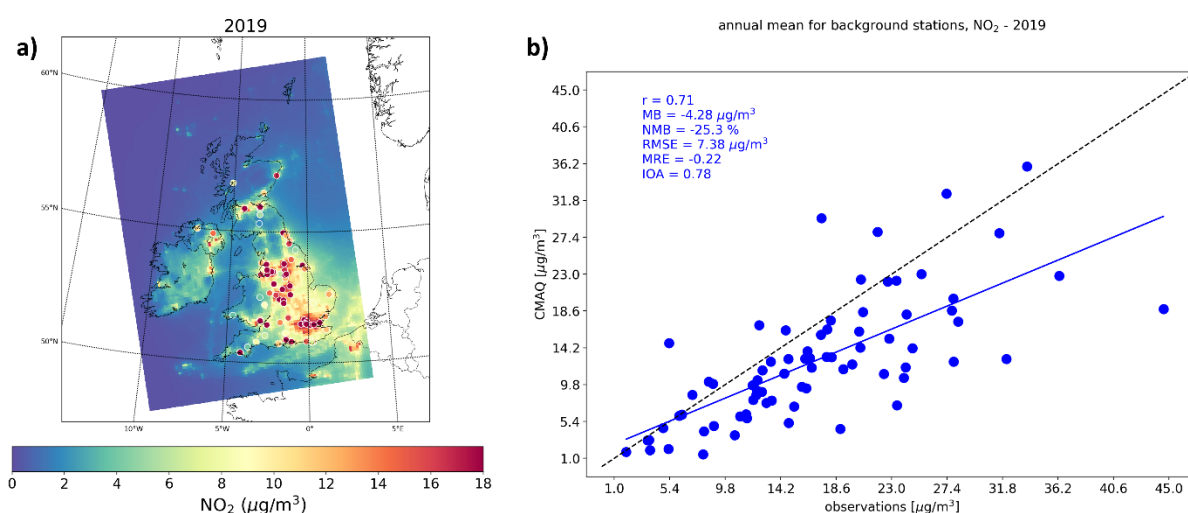 a)
2019
60°N
55°N
50°N
10°W
5°W
0°
5°E
0 2 4 6 8 10 12 14 16 18
NO₂ (μg/m³)
b)
annual mean for background stations, NO₂ - 2019
r = 0.71
MB = -4.28 μg/m³
NMB = -25.3 %
RMSE = 7.38 μg/m³
MRE = -0.22
IOA = 0.78
CMAQ [μg/m³]
45.0
40.6
36.2
31.8
27.4
23.0
18.6
14.2
9.8
5.4
1.0
1.0 5.4 9.8 14.2 18.6 23.0 27.4 31.8 36.2 40.6 45.0
observations [μg/m³]